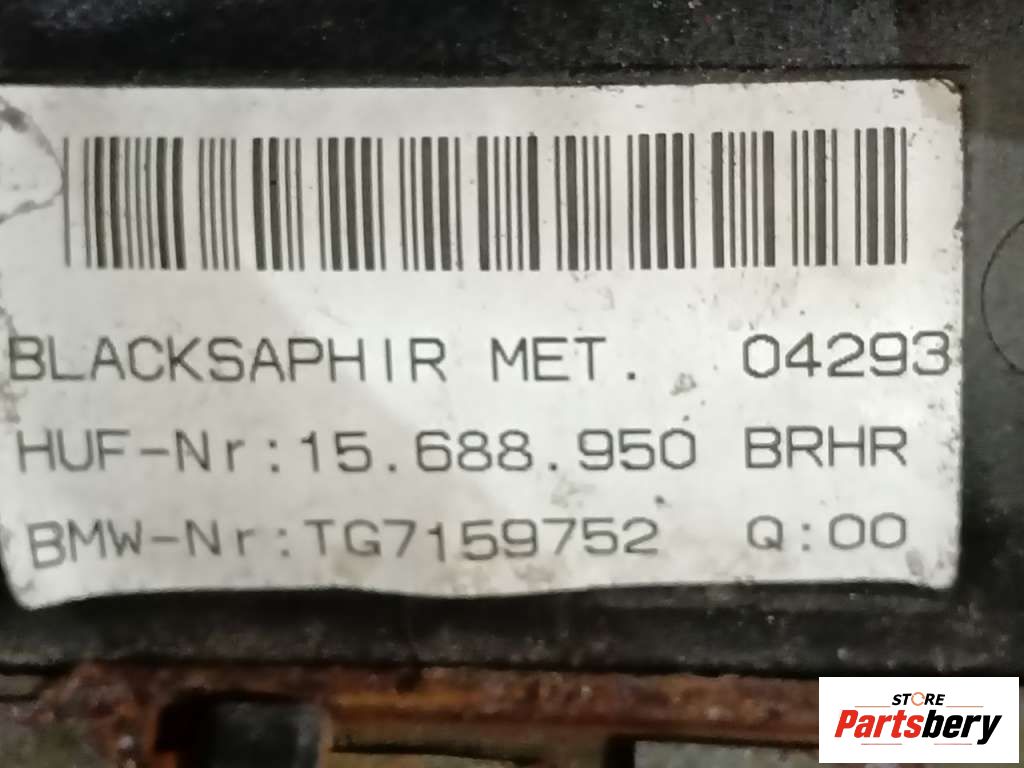 BLACKSAPHIR MET. 04293
HUF-Nr:15.688.950 BRHR
BMW-Nr:TG7159752 Q:00
STORE
Partsbery